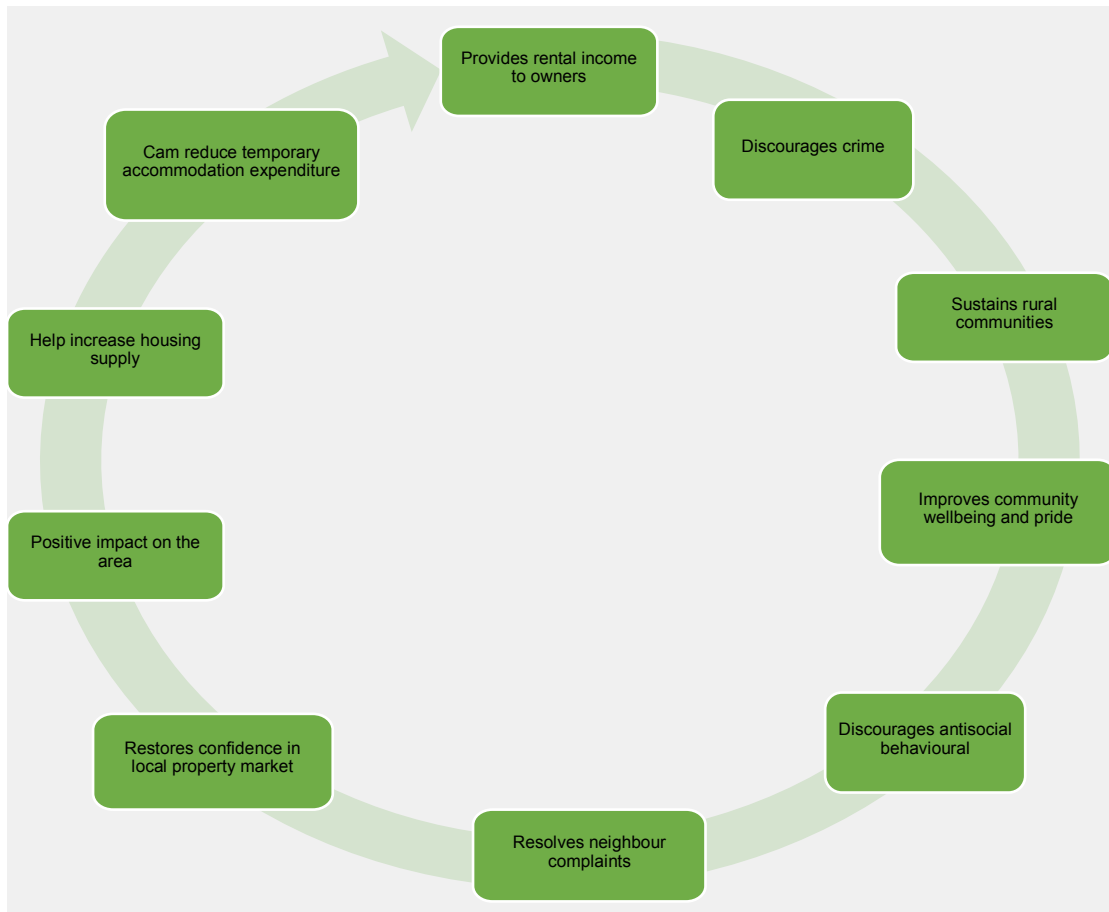 Provides rental income
to owners
Discourages crime
Sustains rural
communities
Improves community
wellbeing and pride
Discourages antisocial
behavioural
Resolves neighbour
complaints
Restores confidence in
local property market
Positive impact on the
area
Help increase housing
supply
Cam reduce temporary
accommodation expenditure